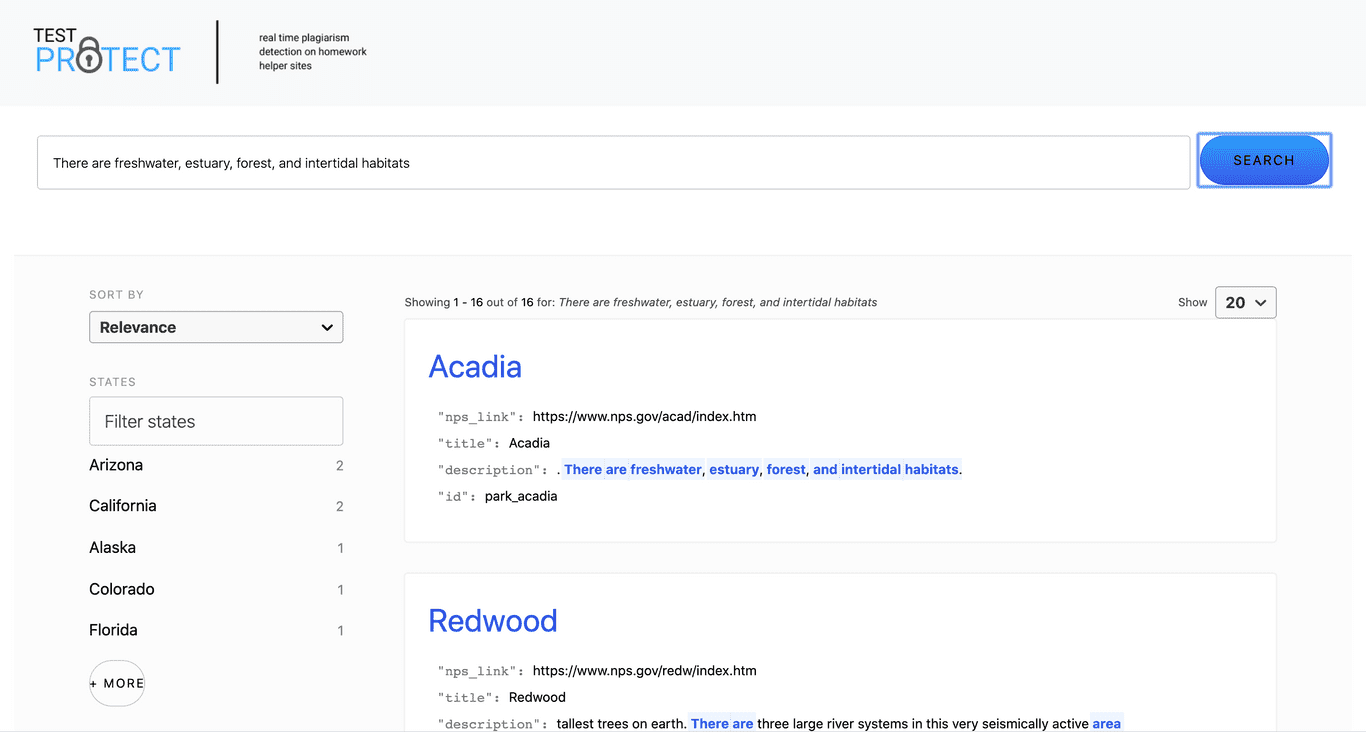 TEST
PROTECT
real time plagiarism
detection on homework
helper sites
There are freshwater, estuary, forest, and intertidal habitats
SEARCH
SORT BY
Relevance
STATES
Filter states
Arizona 2
California 2
Alaska 1
Colorado 1
Florida 1
+ MORE
Showing 1 - 16 out of 16 for: There are freshwater, estuary, forest, and intertidal habitats
Show 20
Acadia
"nps_link": https://www.nps.gov/acad/index.htm
"title": Acadia
"description": . There are freshwater, estuary, forest, and intertidal habitats.
"id": park_acadia
Redwood
"nps_link": https://www.nps.gov/redw/index.htm
"title": Redwood
"description": tallest trees on earth. There are three large river systems in this very seismically active area